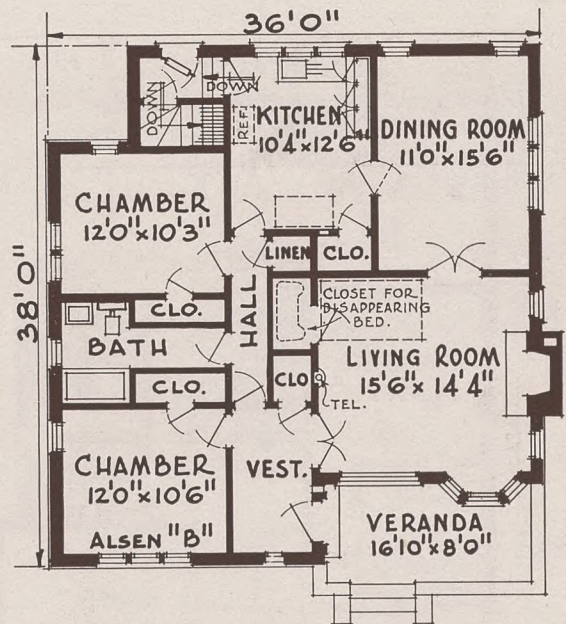 36'0"
38'0"
DOWN
DOWN
REF.
KITCHEN
10'4"x12'6
DINING ROOM
11'0"x15'6"
CHAMBER
12'0"x10'3"
LINEN
CLO.
CLO.
HALL
CLOSET FOR
DISAPPEARING
BED.
BATH
LIVING ROOM
15'6"x14'4"
CLO.
CLO
TEL.
CHAMBER
12'0"x10'6"
ALSEN "B"
VEST.
VERANDA
16'10"x8'0"